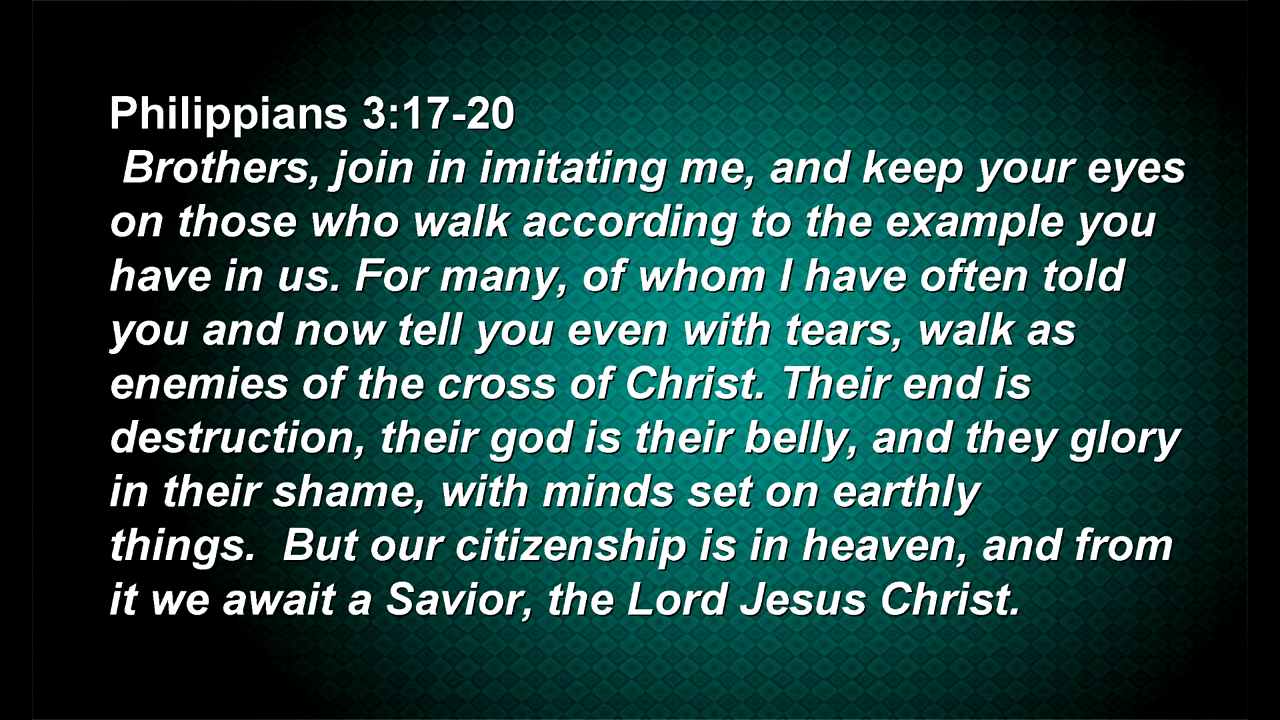 Philippians 3:17-20
Brothers, join in imitating me, and keep your eyes
on those who walk according to the example you
have in us. For many, of whom I have often told
you and now tell you even with tears, walk as
enemies of the cross of Christ. Their end is
destruction, their god is their belly, and they glory
in their shame, with minds set on earthly
things.  But our citizenship is in heaven, and from
it we await a Savior, the Lord Jesus Christ.